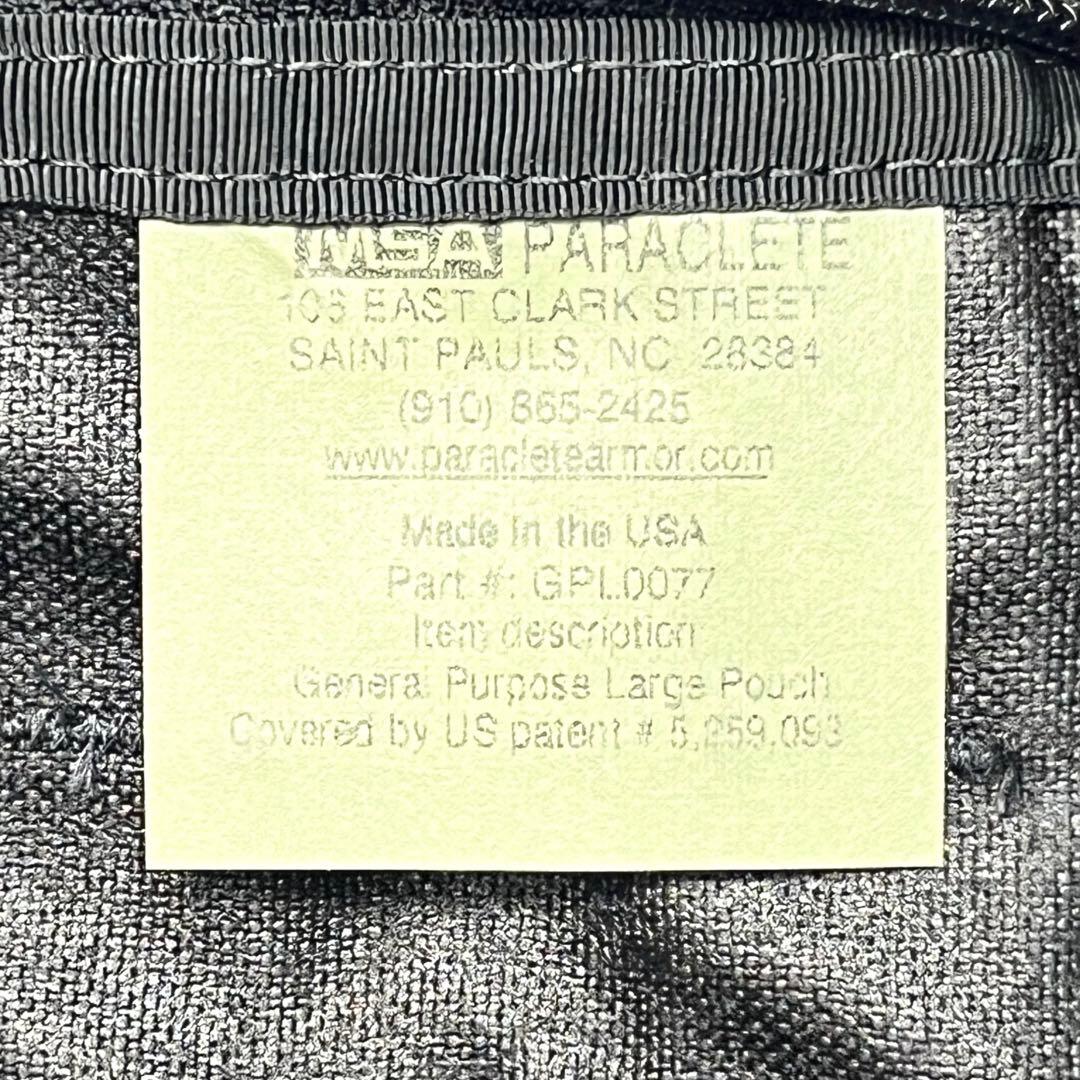 MSA PARACLETE
106 EAST CLARK STREET
SAINT PAULS, NC 28384
(910) 865-2425
www.paracletearmor.com
Made in the USA
Part #: GPL0077
Item description:
General Purpose Large Pouch
Covered by US patent # 5,259,093